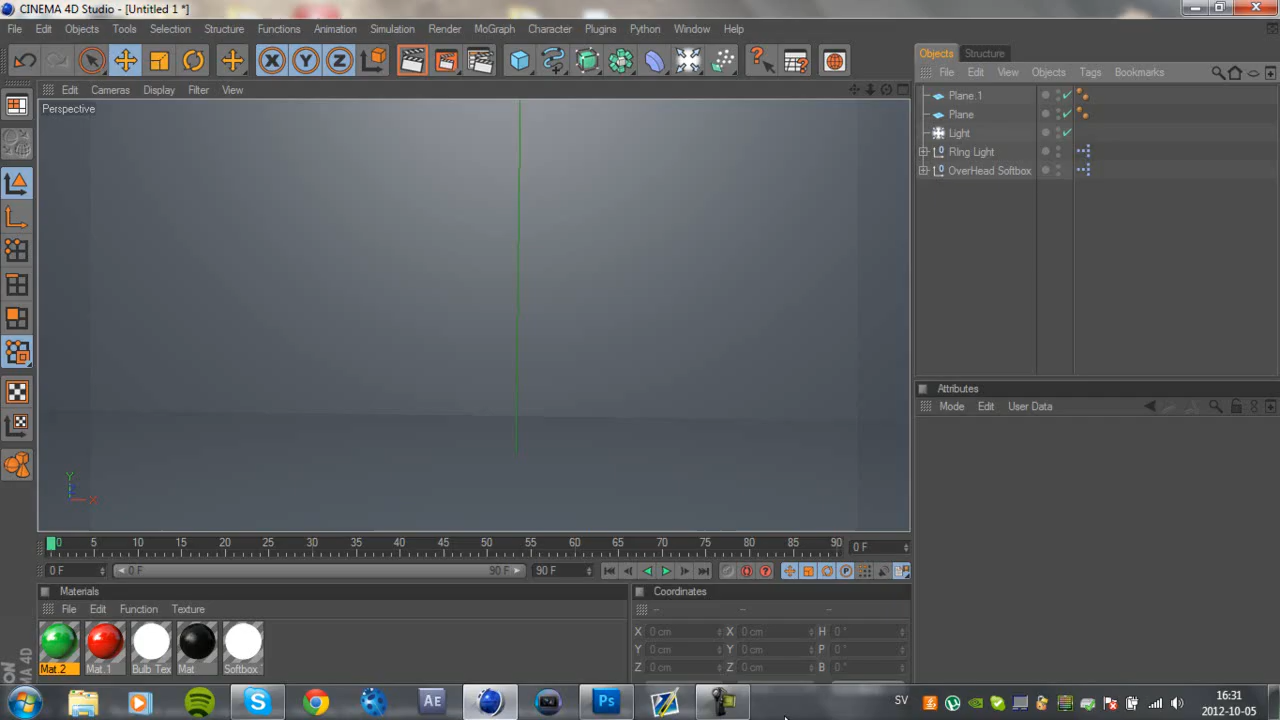 CINEMA 4D Studio - [Untitled 1 *]
File Edit Objects Tools Selection Structure Functions Animation Simulation Render MoGraph Character Plugins Python Window Help
X Y Z
Objects Structure
File Edit View Objects Tags Bookmarks
Edit Cameras Display Filter View
Perspective
Plane.1
Plane
Light
RIng Light
OverHead Softbox
Attributes
Mode Edit User Data
Y
X
0 5 10 15 20 25 30 35 40 45 50 55 60 65 70 75 80 85 90 0 F
0 F 0 F 90 F 90 F
Materials
File Edit Function Texture
Mat.2 Mat.1 Bulb Tex Mat Softbox
Coordinates
-- -- --
X 0 cm X 0 cm H 0 °
Y 0 cm Y 0 cm P 0 °
Z 0 cm Z 0 cm B 0 °
AE Ps SV 16:31
2012-10-05